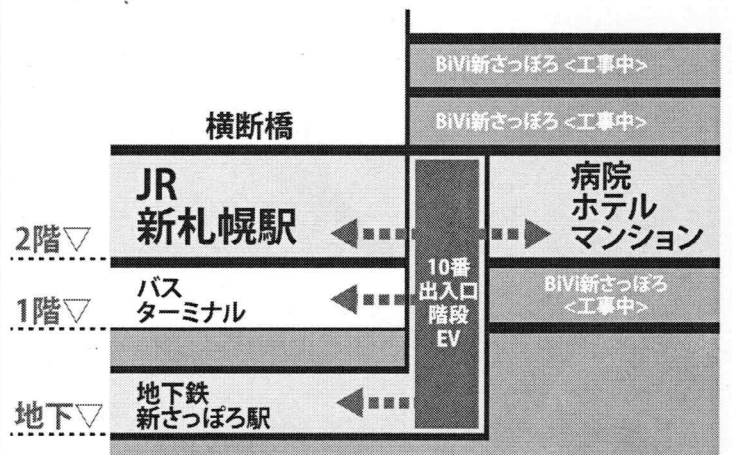 BiVi新さっぽろ<工事中>
BiVi新さっぽろ<工事中>
横断橋
JR
新札幌駅
病院
ホテル
マンション
2階▽
10番
出入口
階段
EV
バス
ターミナル
BiVi新さっぽろ
<工事中>
1階▽
地下鉄
新さっぽろ駅
地下▽